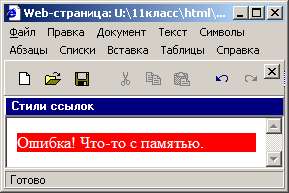 Web-страница: U:\11класс\html\...
Файл Правка Документ Текст Символы
Абзацы Списки Вставка Таблицы Справка
Стили ссылок
Ошибка! Что-то с памятью.
Готово